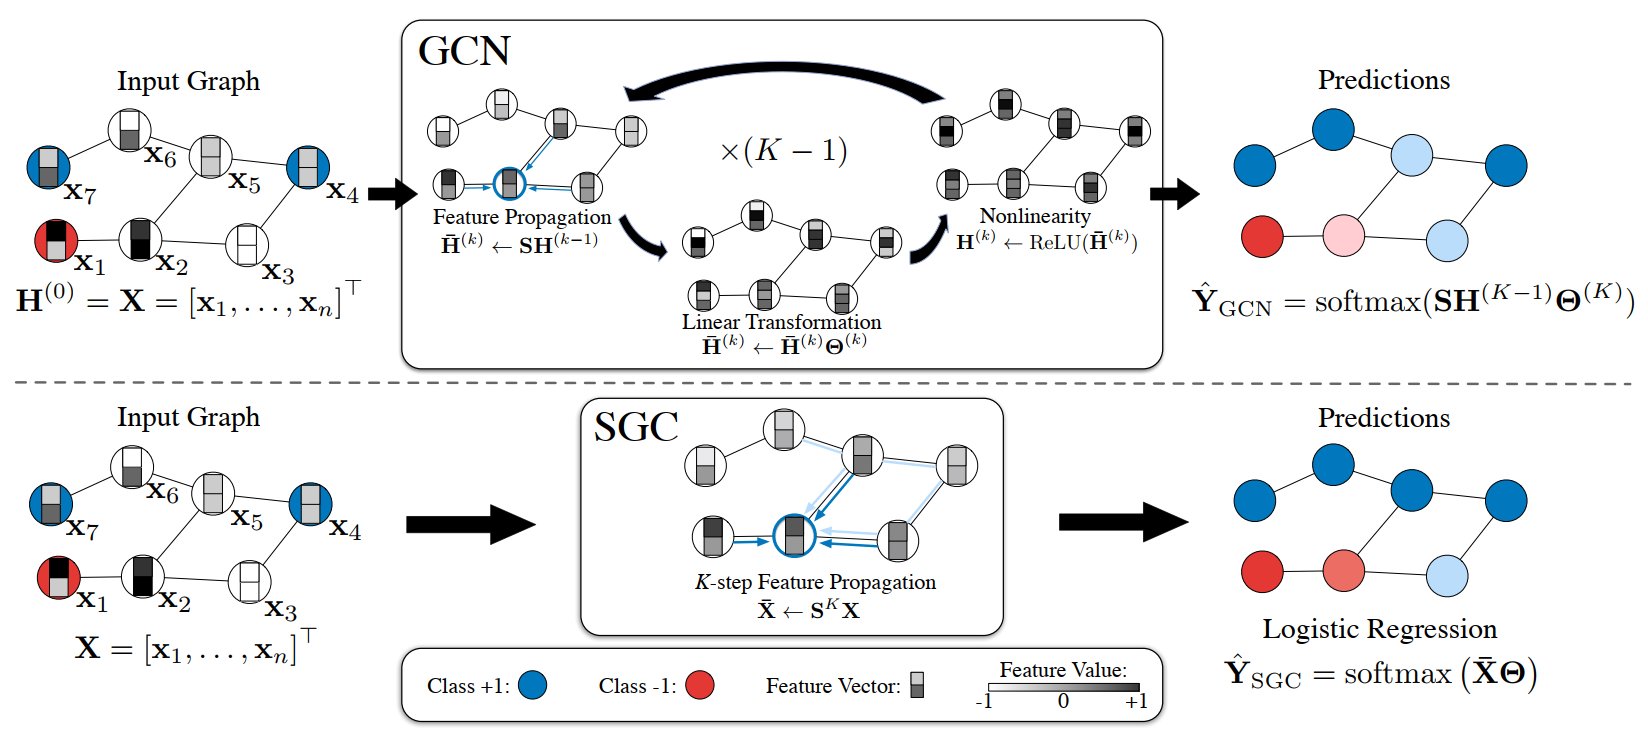 Input Graph
x₆
x₅
x₇
x₄
x₁
x₂
x₃
H⁽⁰⁾ = X = [x₁, . . . , xₙ]^⊤
GCN
×(K − 1)
Feature Propagation
H̄⁽ᵏ⁾ ← SH⁽ᵏ⁻¹⁾
Linear Transformation
H̄⁽ᵏ⁾ ← H̄⁽ᵏ⁾Θ⁽ᵏ⁾
Nonlinearity
H⁽ᵏ⁾ ← ReLU(H̄⁽ᵏ⁾)
Predictions
Ŷ_GCN = softmax(SH⁽ᴷ⁻¹⁾Θ⁽ᴷ⁾)
Input Graph
x₆
x₅
x₇
x₄
x₁
x₂
x₃
X = [x₁, . . . , xₙ]^⊤
SGC
K-step Feature Propagation
X̄ ← SᴷX
Predictions
Logistic Regression
Ŷ_SGC = softmax (X̄Θ)
Class +1:
Class -1:
Feature Vector:
Feature Value:
-1 0 +1